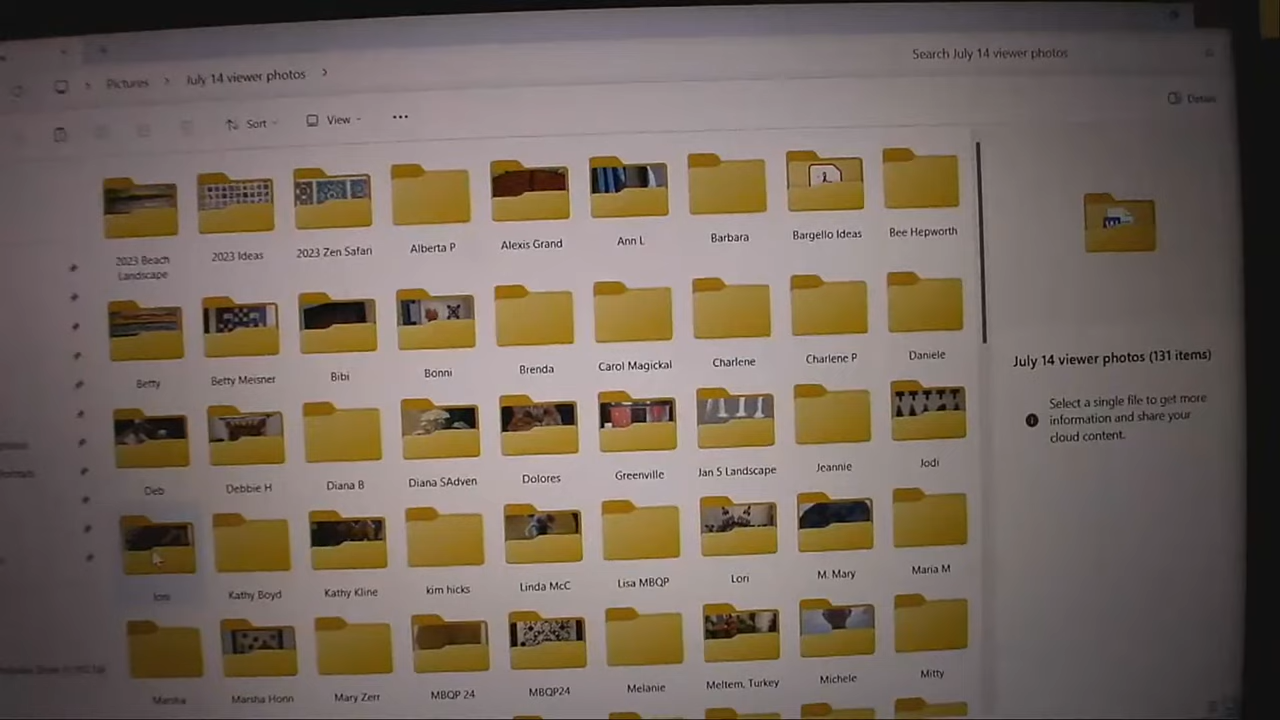 Pictures > July 14 viewer photos >
Search July 14 viewer photos
Sort
View
Details
2023 Beach
Landscape
2023 Ideas
2023 Zen Safari
Alberta P
Alexis Grand
Ann L
Barbara
Bargello Ideas
Bee Hepworth
Betty
Betty Meisner
Bibi
Bonni
Brenda
Carol Magickal
Charlene
Charlene P
Daniele
Deb
Debbie H
Diana B
Diana SAdven
Dolores
Greenville
Jan S Landscape
Jeannie
Jodi
Kathy Boyd
Kathy Kline
kim hicks
Linda McC
Lisa MBQP
Lori
M. Mary
Maria M
Marsha Honn
Mary Zerr
MBQP 24
MBQP24
Melanie
Meltem, Turkey
Michele
Mitty
July 14 viewer photos (131 items)
Select a single file to get more
information and share your
cloud content.